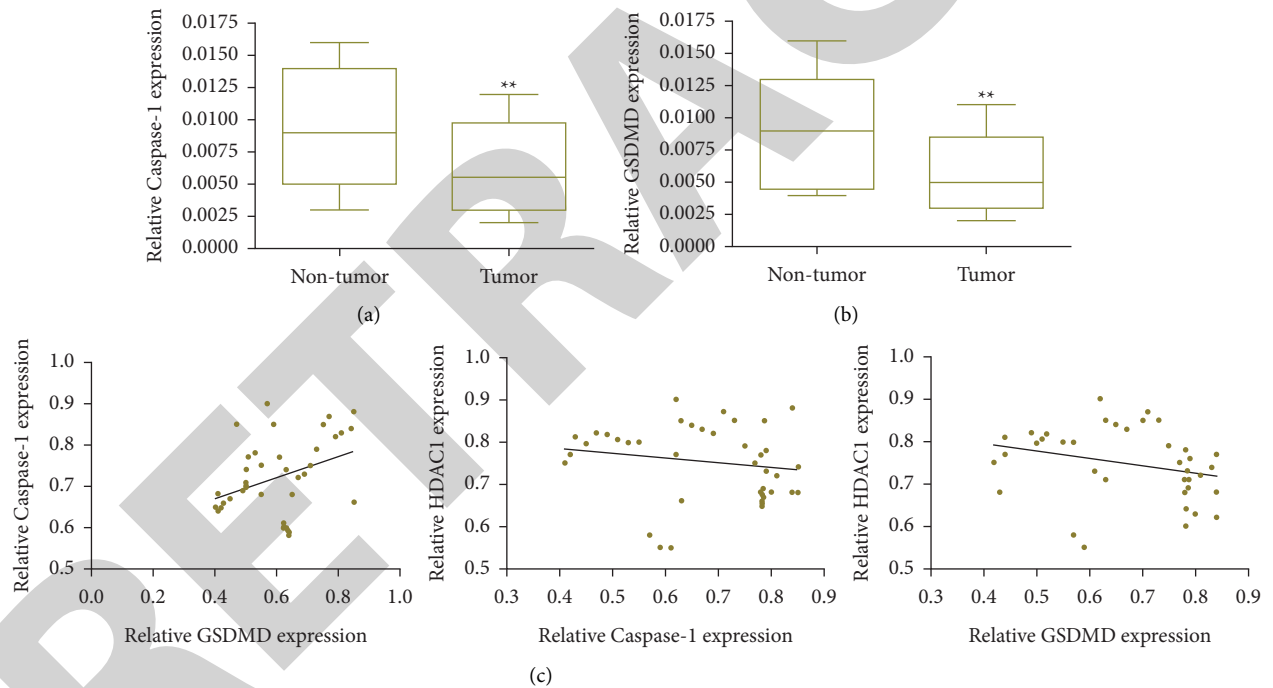 Relative Caspase-1 expression
0.0175
0.0150
0.0125
0.0100
0.0075
0.0050
0.0025
0.0000
**
Non-tumor
Tumor
(a)
Relative GSDMD expression
0.0175
0.0150
0.0125
0.0100
0.0075
0.0050
0.0025
0.0000
**
Non-tumor
Tumor
(b)
Relative Caspase-1 expression
1.0
0.9
0.8
0.7
0.6
0.5
0.0 0.2 0.4 0.6 0.8 1.0
Relative GSDMD expression
Relative HDAC1 expression
1.0
0.9
0.8
0.7
0.6
0.5
0.3 0.4 0.5 0.6 0.7 0.8 0.9
Relative Caspase-1 expression
Relative HDAC1 expression
1.0
0.9
0.8
0.7
0.6
0.5
0.3 0.4 0.5 0.6 0.7 0.8 0.9
Relative GSDMD expression
(c)
RETRAC